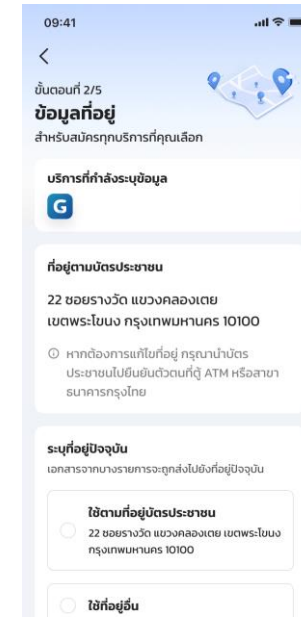 09:41
ขั้นตอนที่ 2/5
ข้อมูลที่อยู่
สำหรับสมัครทุกบริการที่คุณเลือก
บริการที่กำลังระบุข้อมูล
G
ที่อยู่ตามบัตรประชาชน
22 ซอยรางวัด แขวงคลองเตย
เขตพระโขนง กรุงเทพมหานคร 10100
หากต้องการแก้ไขที่อยู่ กรุณานำบัตร
ประชาชนไปยืนยันตัวตนที่ตู้ ATM หรือสาขา
ธนาคารกรุงไทย
ระบุที่อยู่ปัจจุบัน
เอกสารจากบางรายการจะถูกส่งไปยังที่อยู่ปัจจุบัน
ใช้ตามที่อยู่บัตรประชาชน
22 ซอยรางวัด แขวงคลองเตย เขตพระโขนง
กรุงเทพมหานคร 10100
ใช้ที่อยู่อื่น